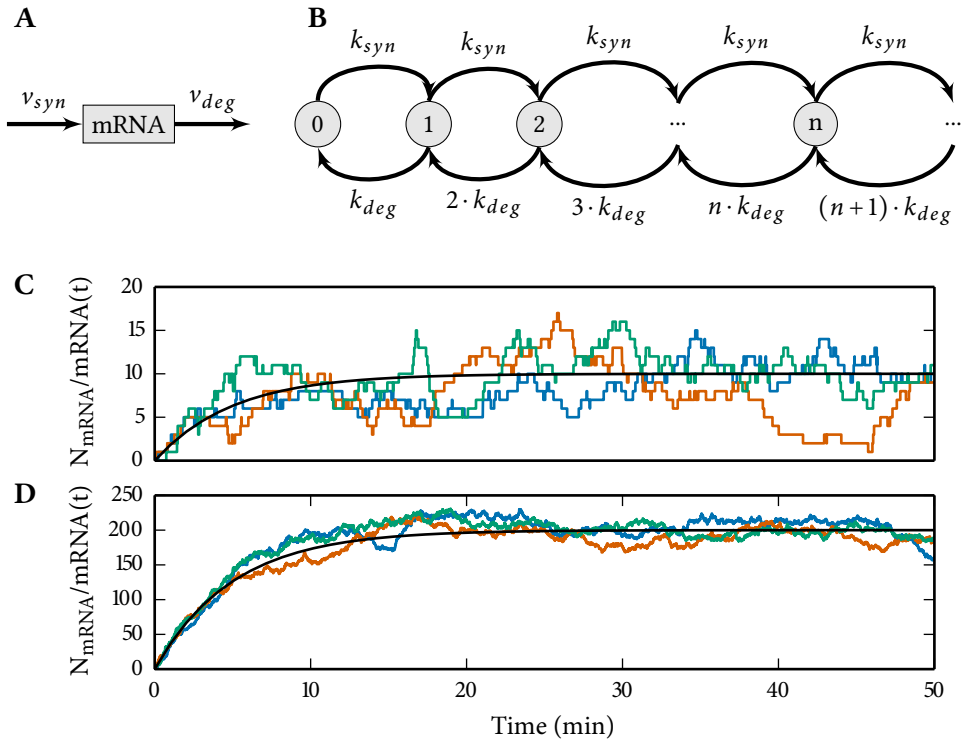 A
B
k_syn k_syn k_syn k_syn k_syn
v_syn mRNA v_deg
0 1 2 ... n ...
k_deg 2 · k_deg 3 · k_deg n · k_deg (n + 1) · k_deg
C
N_mRNA/mRNA(t)
20
15
10
5
0
D
N_mRNA/mRNA(t)
250
200
150
100
50
0
0 10 20 30 40 50
Time (min)